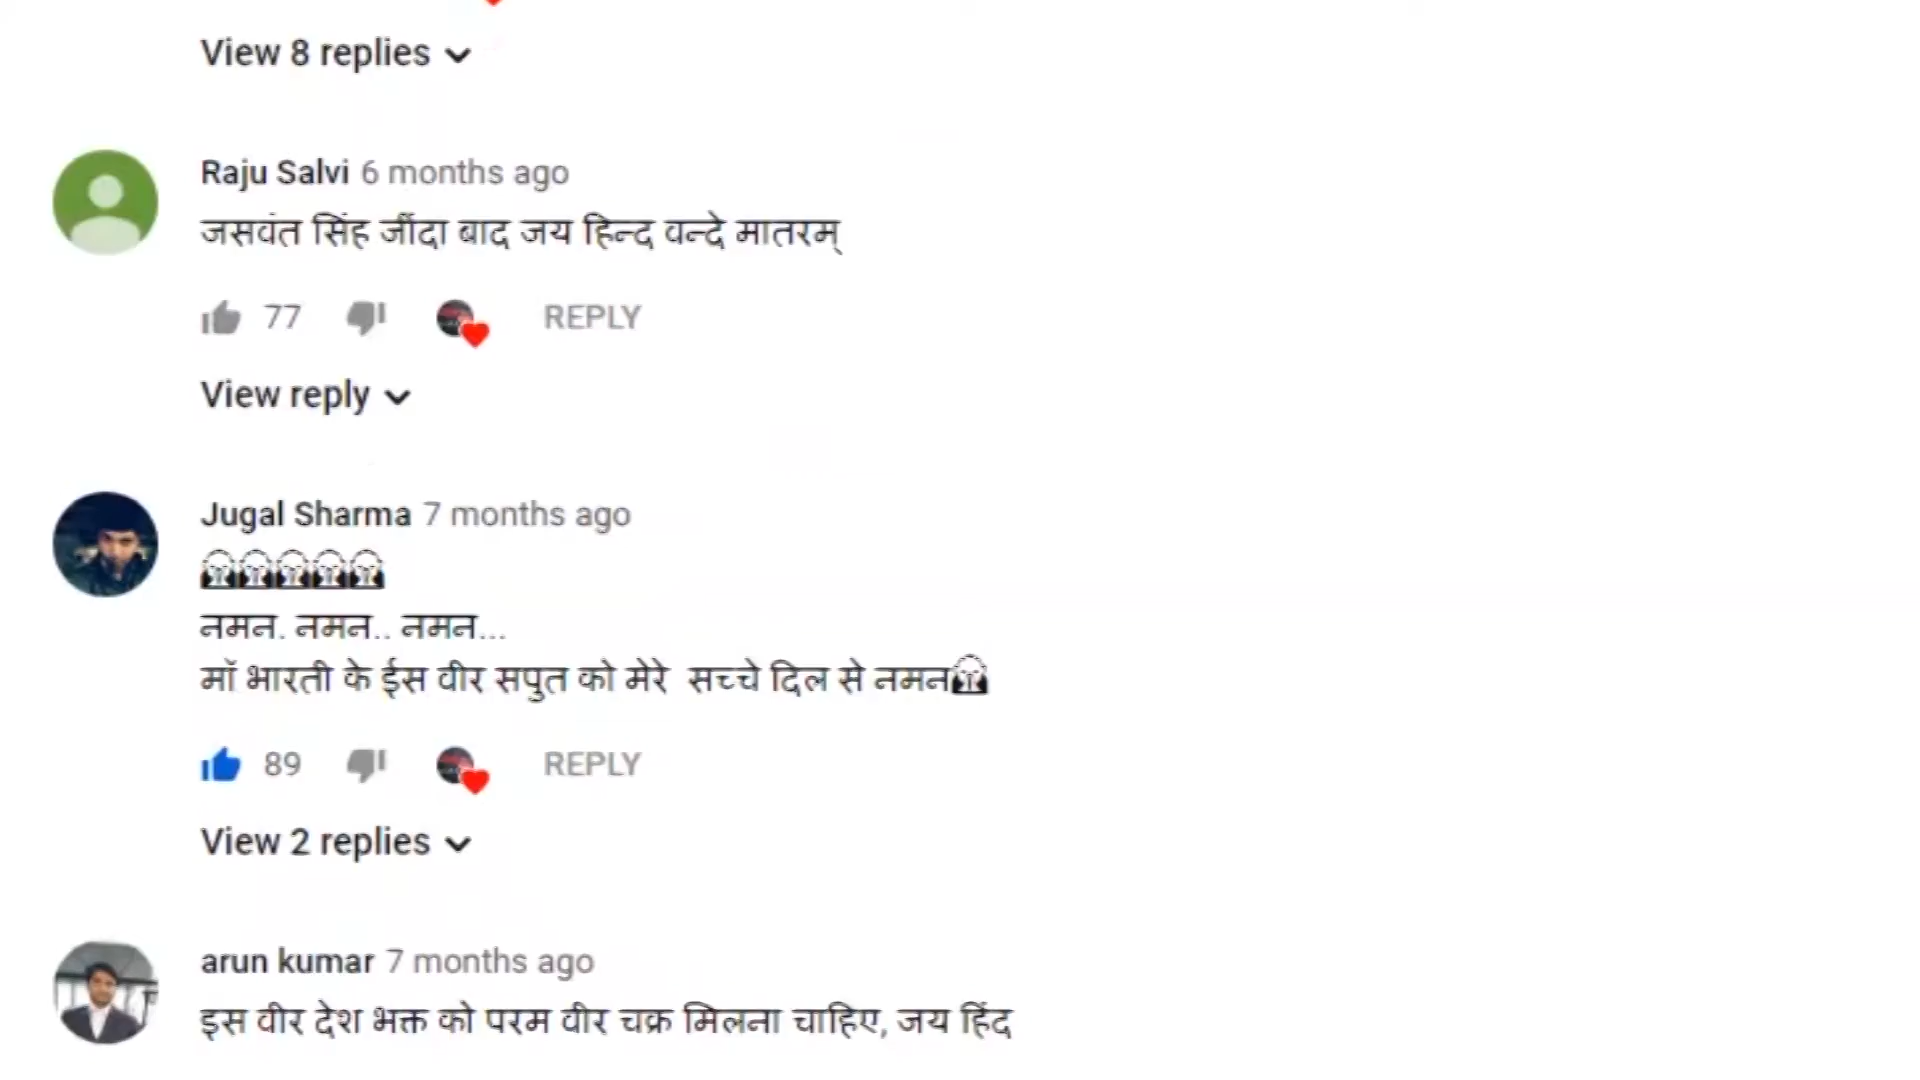 View 8 replies
Raju Salvi 6 months ago
जसवंत सिंह जींदा बाद जय हिन्द वन्दे मातरम्
77 REPLY
View reply
Jugal Sharma 7 months ago
नमन. नमन.. नमन...
माॅ भारती के ईस वीर सपुत को मेरे  सच्चे दिल से नमन
89 REPLY
View 2 replies
arun kumar 7 months ago
इस वीर देश भक्त को परम वीर चक्र मिलना चाहिए, जय हिंद